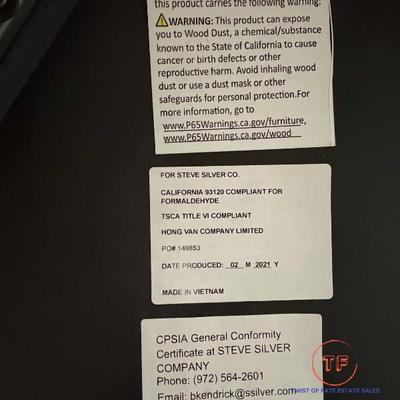 this product carries the following warning:
WARNING: This product can expose
you to Wood Dust, a chemical/substance
known to the State of California to cause
cancer or birth defects or other
reproductive harm. Avoid inhaling wood
dust or use a dust mask or other
safeguards for personal protection.For
more information, go to
www.P65Warnings.ca.gov/furniture,
www.P65Warnings.ca.gov/wood
FOR STEVE SILVER CO.
CALIFORNIA 93120 COMPLIANT FOR
FORMALDEHYDE
TSCA TITLE VI COMPLIANT
HONG VAN COMPANY LIMITED
PO# 149853
DATE PRODUCED: 02 M 2021 Y
MADE IN VIETNAM
CPSIA General Conformity
Certificate at STEVE SILVER
COMPANY
Phone: (972) 564-2601
Email: bkendrick@ssilver.com
TF
TWIST OF FATE ESTATE SALES